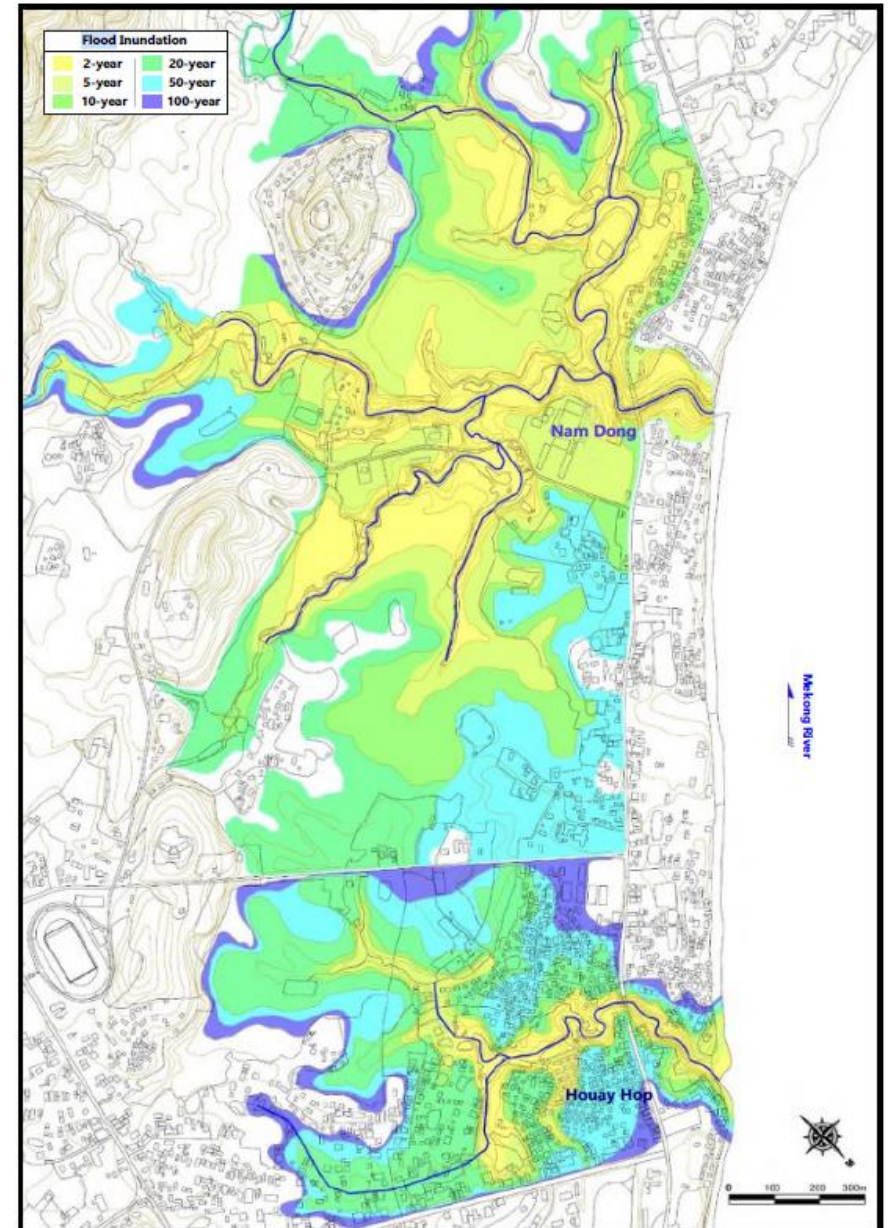 Flood Inundation
2-year
20-year
5-year
50-year
10-year
100-year
Nam Dong
Mekong River
Houay Hop
0 100 200 300m